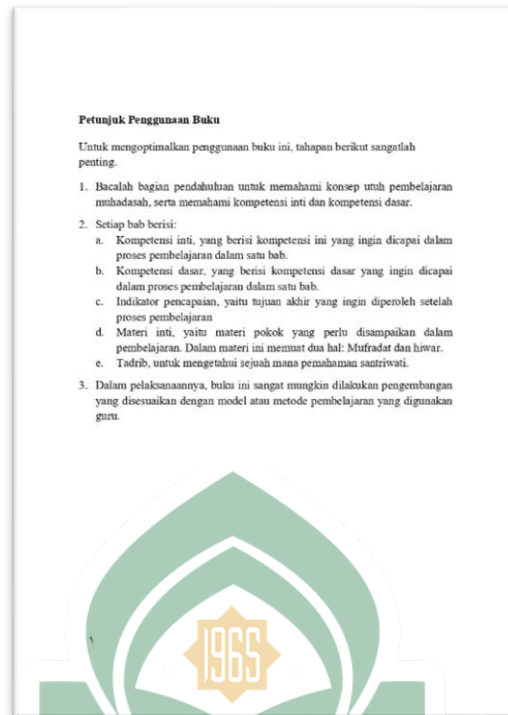 Petunjuk Penggunaan Buku
Untuk mengoptimalkan penggunaan buku ini, tahapan berikut sangatlah
penting.
1. Bacalah bagian pendahuluan untuk memahami konsep utuh pembelajaran
muhadasah, serta memahami kompetensi inti dan kompetensi dasar.
2. Setiap bab berisi:
a. Kompetensi inti, yang berisi kompetensi ini yang ingin dicapai dalam
proses pembelajaran dalam satu bab.
b. Kompetensi dasar, yang berisi kompetensi dasar yang ingin dicapai
dalam proses pembelajaran dalam satu bab.
c. Indikator pencapaian, yaitu tujuan akhir yang ingin diperoleh setelah
proses pembelajaran
d. Materi inti, yaitu materi pokok yang perlu disampaikan dalam
pembelajaran. Dalam materi ini memuat dua hal: Mufradat dan hiwar.
e. Tadrib, untuk mengetahui sejuah mana pemahaman santriwati.
3. Dalam pelaksanaannya, buku ini sangat mungkin dilakukan pengembangan
yang disesuaikan dengan model atau metode pembelajaran yang digunakan
guru.
١
1965